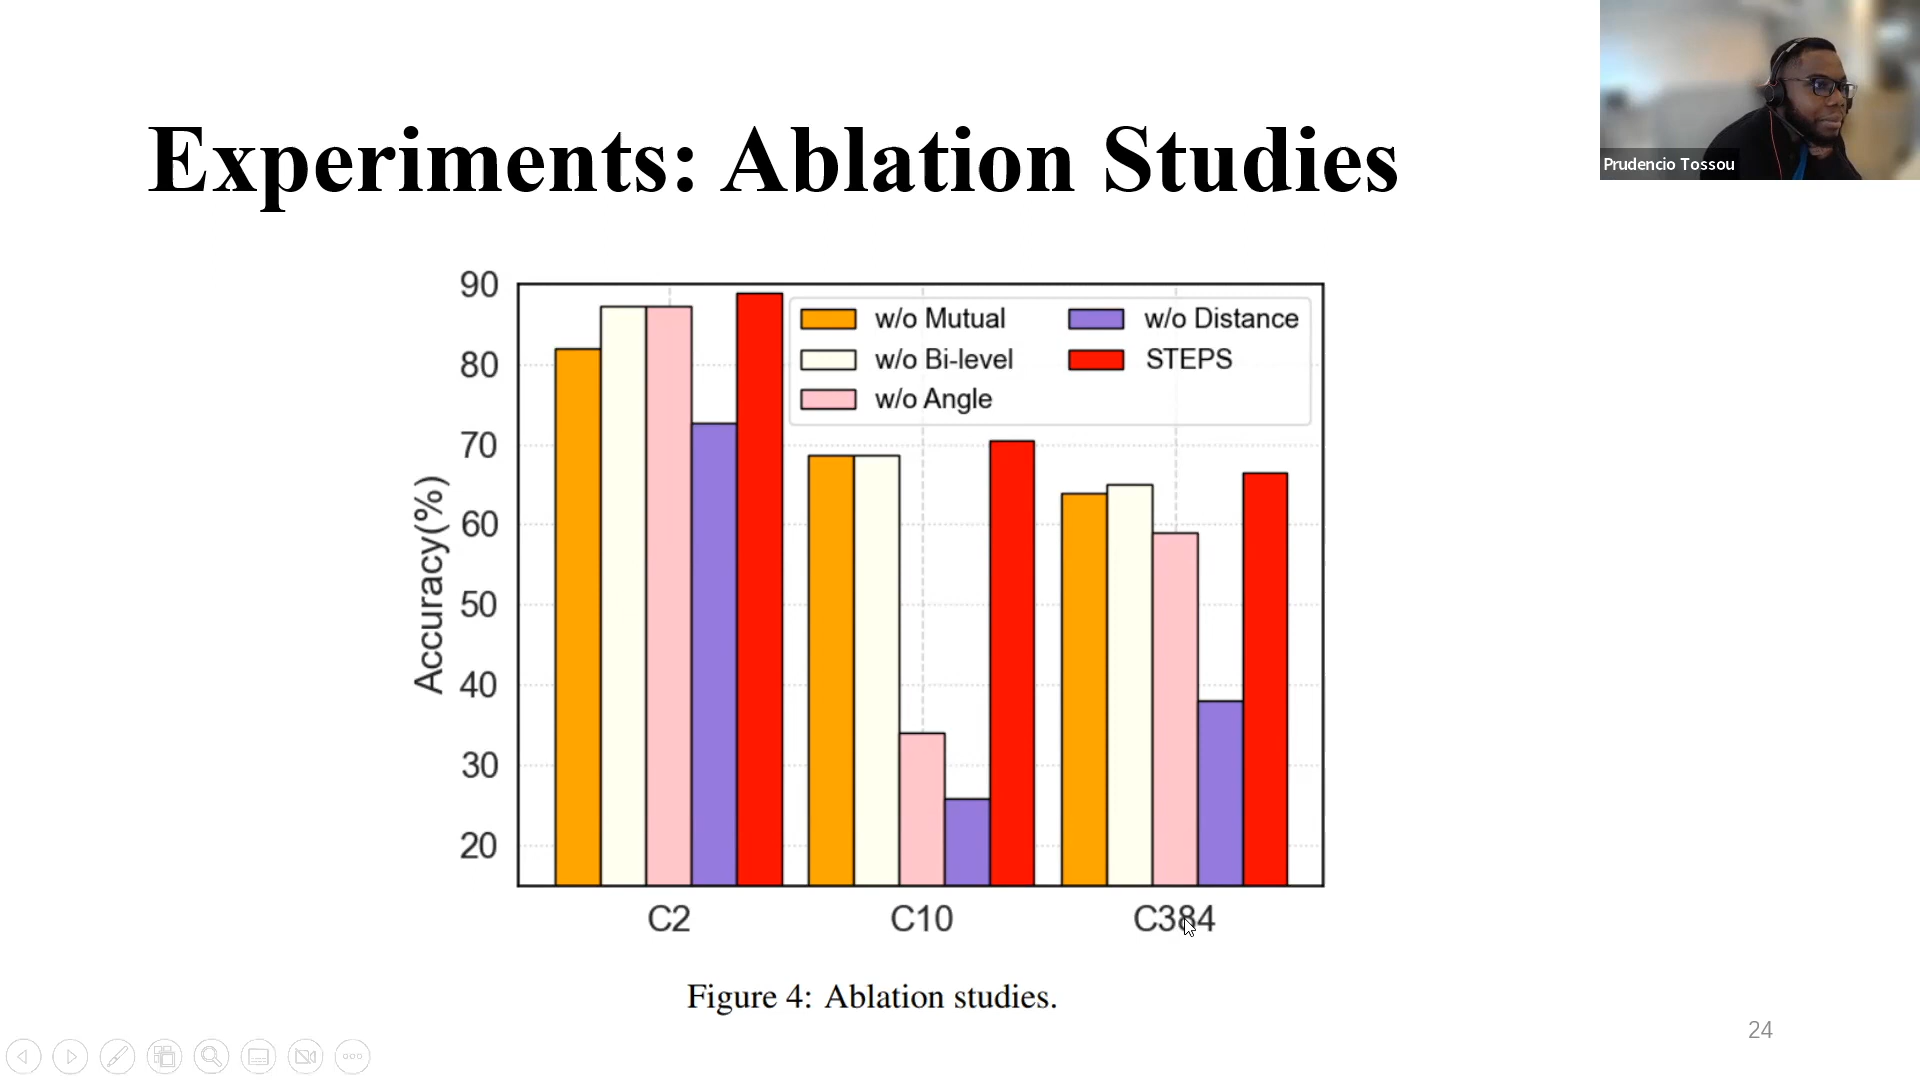 Prudencio Tossou
Experiments: Ablation Studies
90
80
70
60
50
40
30
20
Accuracy(%)
w/o Mutual
w/o Bi-level
w/o Angle
w/o Distance
STEPS
C2
C10
C384
Figure 4: Ablation studies.
24